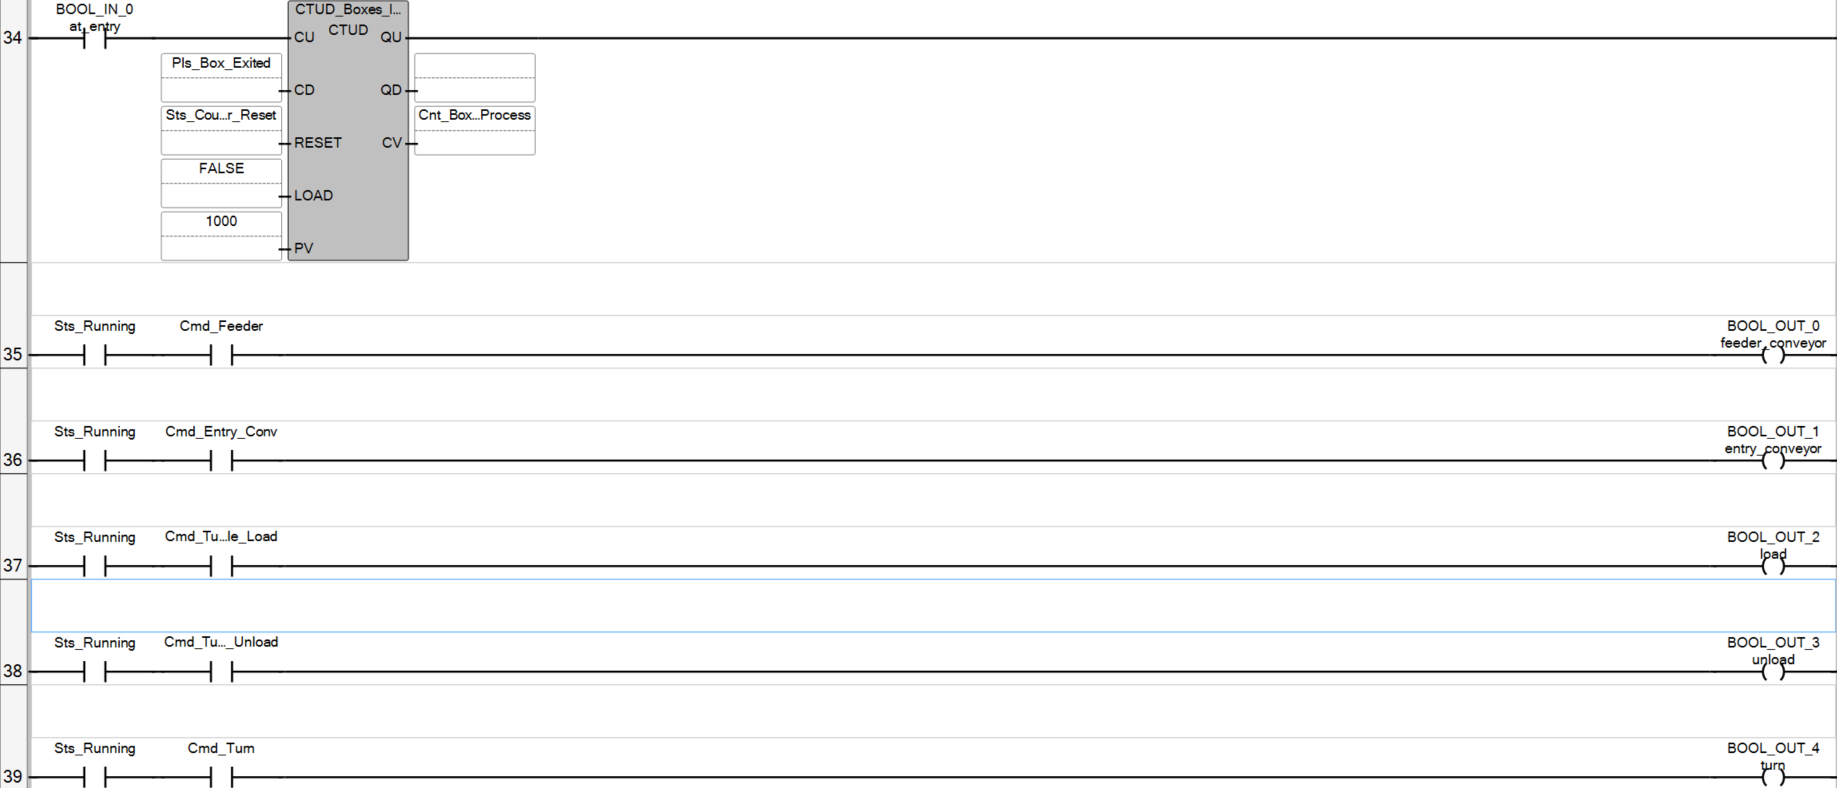 BOOL_IN_0
at_entry
CTUD_Boxes_I...
CTUD
34
CU
QU
Pls_Box_Exited
CD
QD
Sts_Cou...r_Reset
Cnt_Box...Process
RESET
CV
FALSE
LOAD
1000
PV
Sts_Running
Cmd_Feeder
BOOL_OUT_0
feeder_conveyor
35
Sts_Running
Cmd_Entry_Conv
BOOL_OUT_1
entry_conveyor
36
Sts_Running
Cmd_Tu...le_Load
BOOL_OUT_2
load
37
Sts_Running
Cmd_Tu..._Unload
BOOL_OUT_3
unload
38
Sts_Running
Cmd_Turn
BOOL_OUT_4
turn
39